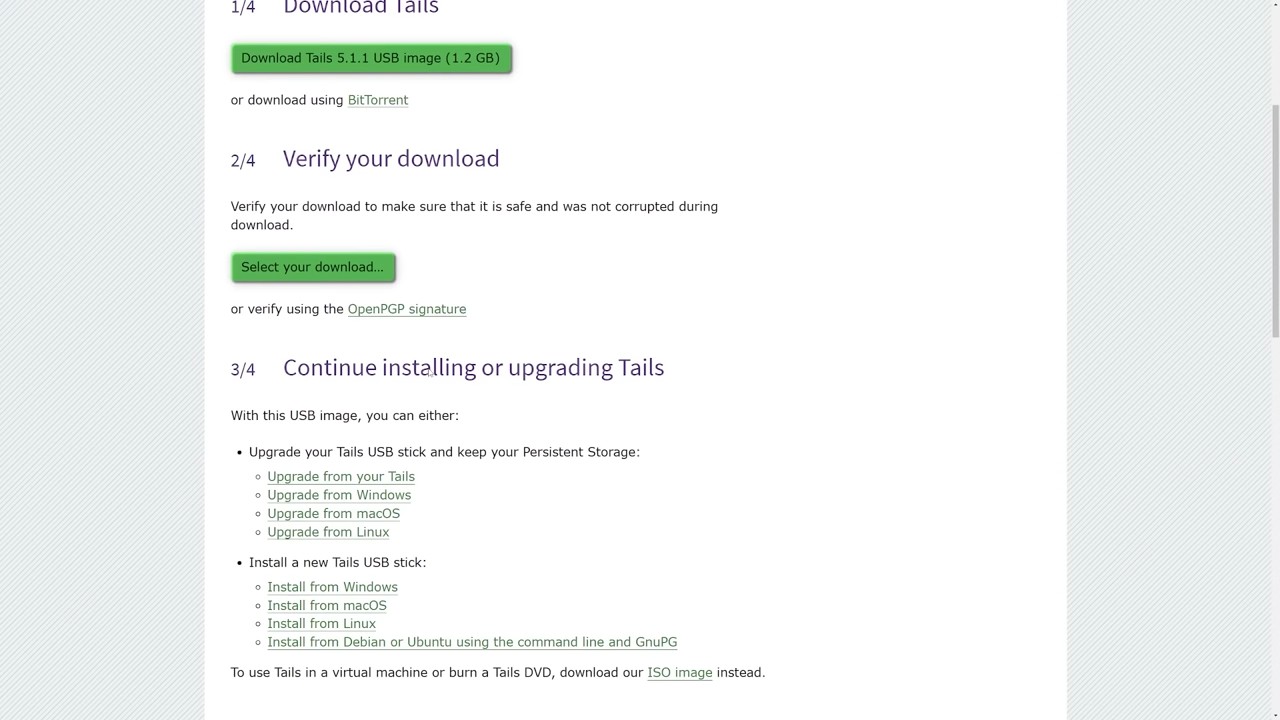 1/4 Download Tails
Download Tails 5.1.1 USB image (1.2 GB)
or download using BitTorrent
2/4 Verify your download
Verify your download to make sure that it is safe and was not corrupted during
download.
Select your download…
or verify using the OpenPGP signature
3/4 Continue installing or upgrading Tails
With this USB image, you can either:
• Upgrade your Tails USB stick and keep your Persistent Storage:
◦ Upgrade from your Tails
◦ Upgrade from Windows
◦ Upgrade from macOS
◦ Upgrade from Linux
• Install a new Tails USB stick:
◦ Install from Windows
◦ Install from macOS
◦ Install from Linux
◦ Install from Debian or Ubuntu using the command line and GnuPG
To use Tails in a virtual machine or burn a Tails DVD, download our ISO image instead.